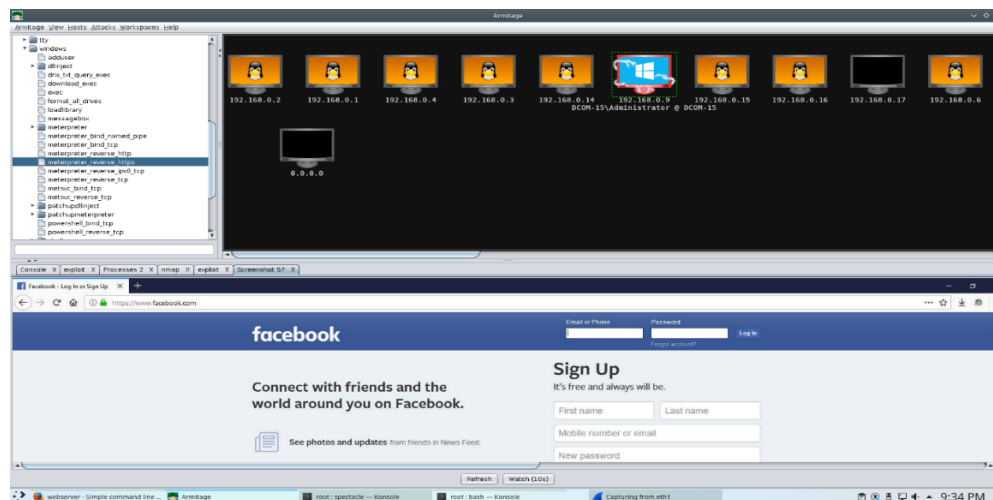 Armitage
Armitage View Hosts Attacks Workspaces Help
tty
windows
adduser
dllinject
dns_txt_query_exec
download_exec
exec
format_all_drives
loadlibrary
messagebox
meterpreter
meterpreter_bind_named_pipe
meterpreter_bind_tcp
meterpreter_reverse_http
meterpreter_reverse_https
meterpreter_reverse_ipv6_tcp
meterpreter_reverse_tcp
metsvc_bind_tcp
metsvc_reverse_tcp
patchupdllinject
patchupmeterpreter
powershell_bind_tcp
powershell_reverse_tcp
192.168.0.2 192.168.0.1 192.168.0.4 192.168.0.3 192.168.0.14 192.168.0.9 192.168.0.15 192.168.0.16 192.168.0.17 192.168.0.6
DCOM-15\Administrator @ DCOM-15
0.0.0.0
Console X exploit X Processes 2 X nmap X exploit X Screenshot 57 X
Facebook - Log In or Sign Up
https://www.facebook.com
facebook
Email or Phone Password
Log In
Forgot account?
Connect with friends and the
world around you on Facebook.
See photos and updates from friends in News Feed.
Sign Up
It's free and always will be.
First name Last name
Mobile number or email
New password
Refresh Watch (10s)
webserver - Simple command line ... Armitage root : spectacle — Konsole root : bash — Konsole Capturing from eth1 9:34 PM